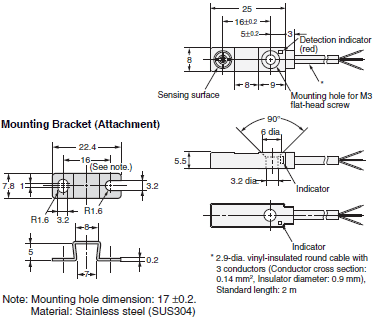 25
16±0.2
5±0.2
3
Detection indicator
(red)
8
*
8
9
Sensing surface
Mounting hole for M3
flat-head screw
Mounting Bracket (Attachment)
22.4
16
(See note.)
7.8
1
3.2
R1.6
3.2
R1.6
8
5
0.2
7
90°
6 dia.
5.5
3.2 dia.
Indicator
Indicator
* 2.9-dia. vinyl-insulated round cable with
3 conductors (Conductor cross section:
0.14 mm², Insulator diameter: 0.9 mm),
Standard length: 2 m
Note: Mounting hole dimension: 17 ±0.2.
Material: Stainless steel (SUS304)